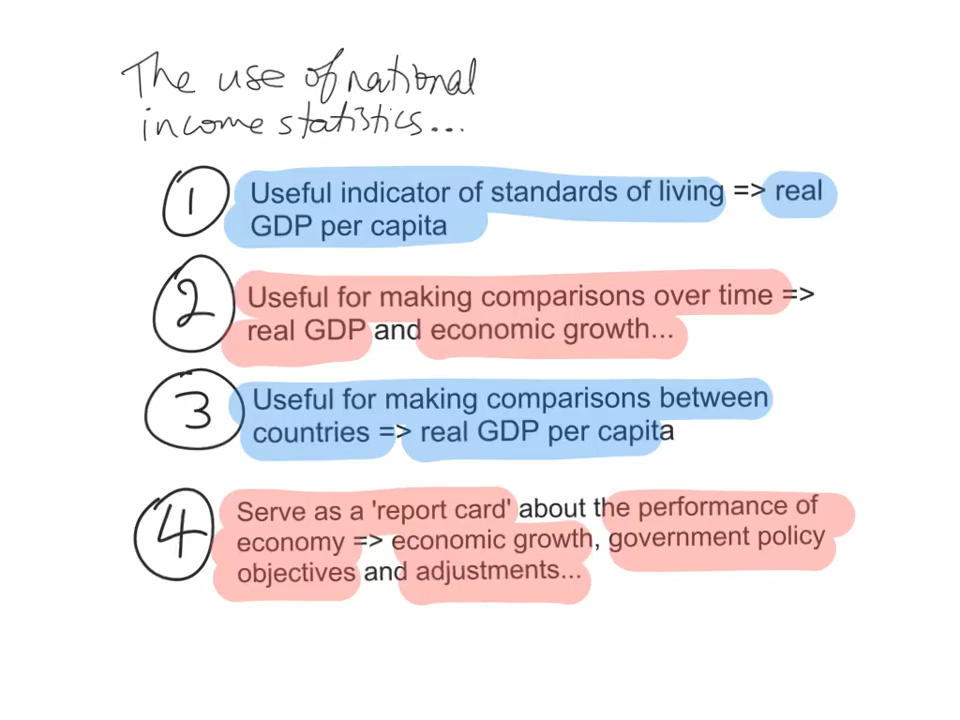 The use of national
income statistics...
1 Useful indicator of standards of living => real
GDP per capita
2 Useful for making comparisons over time =>
real GDP and economic growth...
3 Useful for making comparisons between
countries => real GDP per capita
4 Serve as a 'report card' about the performance of
economy => economic growth, government policy
objectives and adjustments...